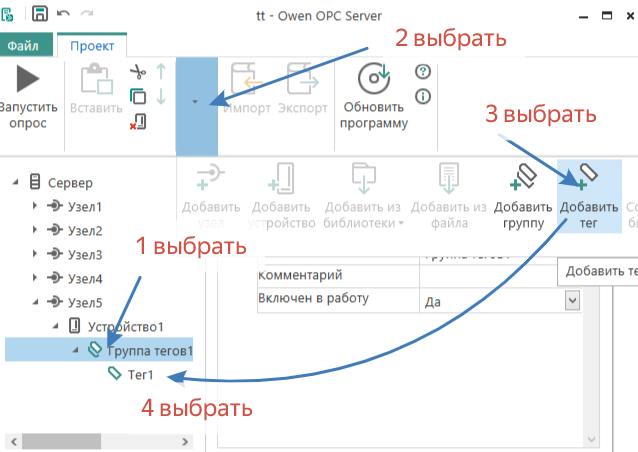 tt - Owen OPC Server
Файл
Проект
2 выбрать
Запустить
опрос
Вставить
Импорт
Экспорт
Обновить
программу
3 выбрать
Сервер
Узел1
Узел2
Узел3
Узел4
Узел5
Устройство1
Группа тегов1
Тег1
Добавить
узел
Добавить
устройство
Добавить из
библиотеки
Добавить из
файла
Добавить
группу
Добавить
тег
1 выбрать
Комментарий
Включен в работу
Да
Добавить те
4 выбрать